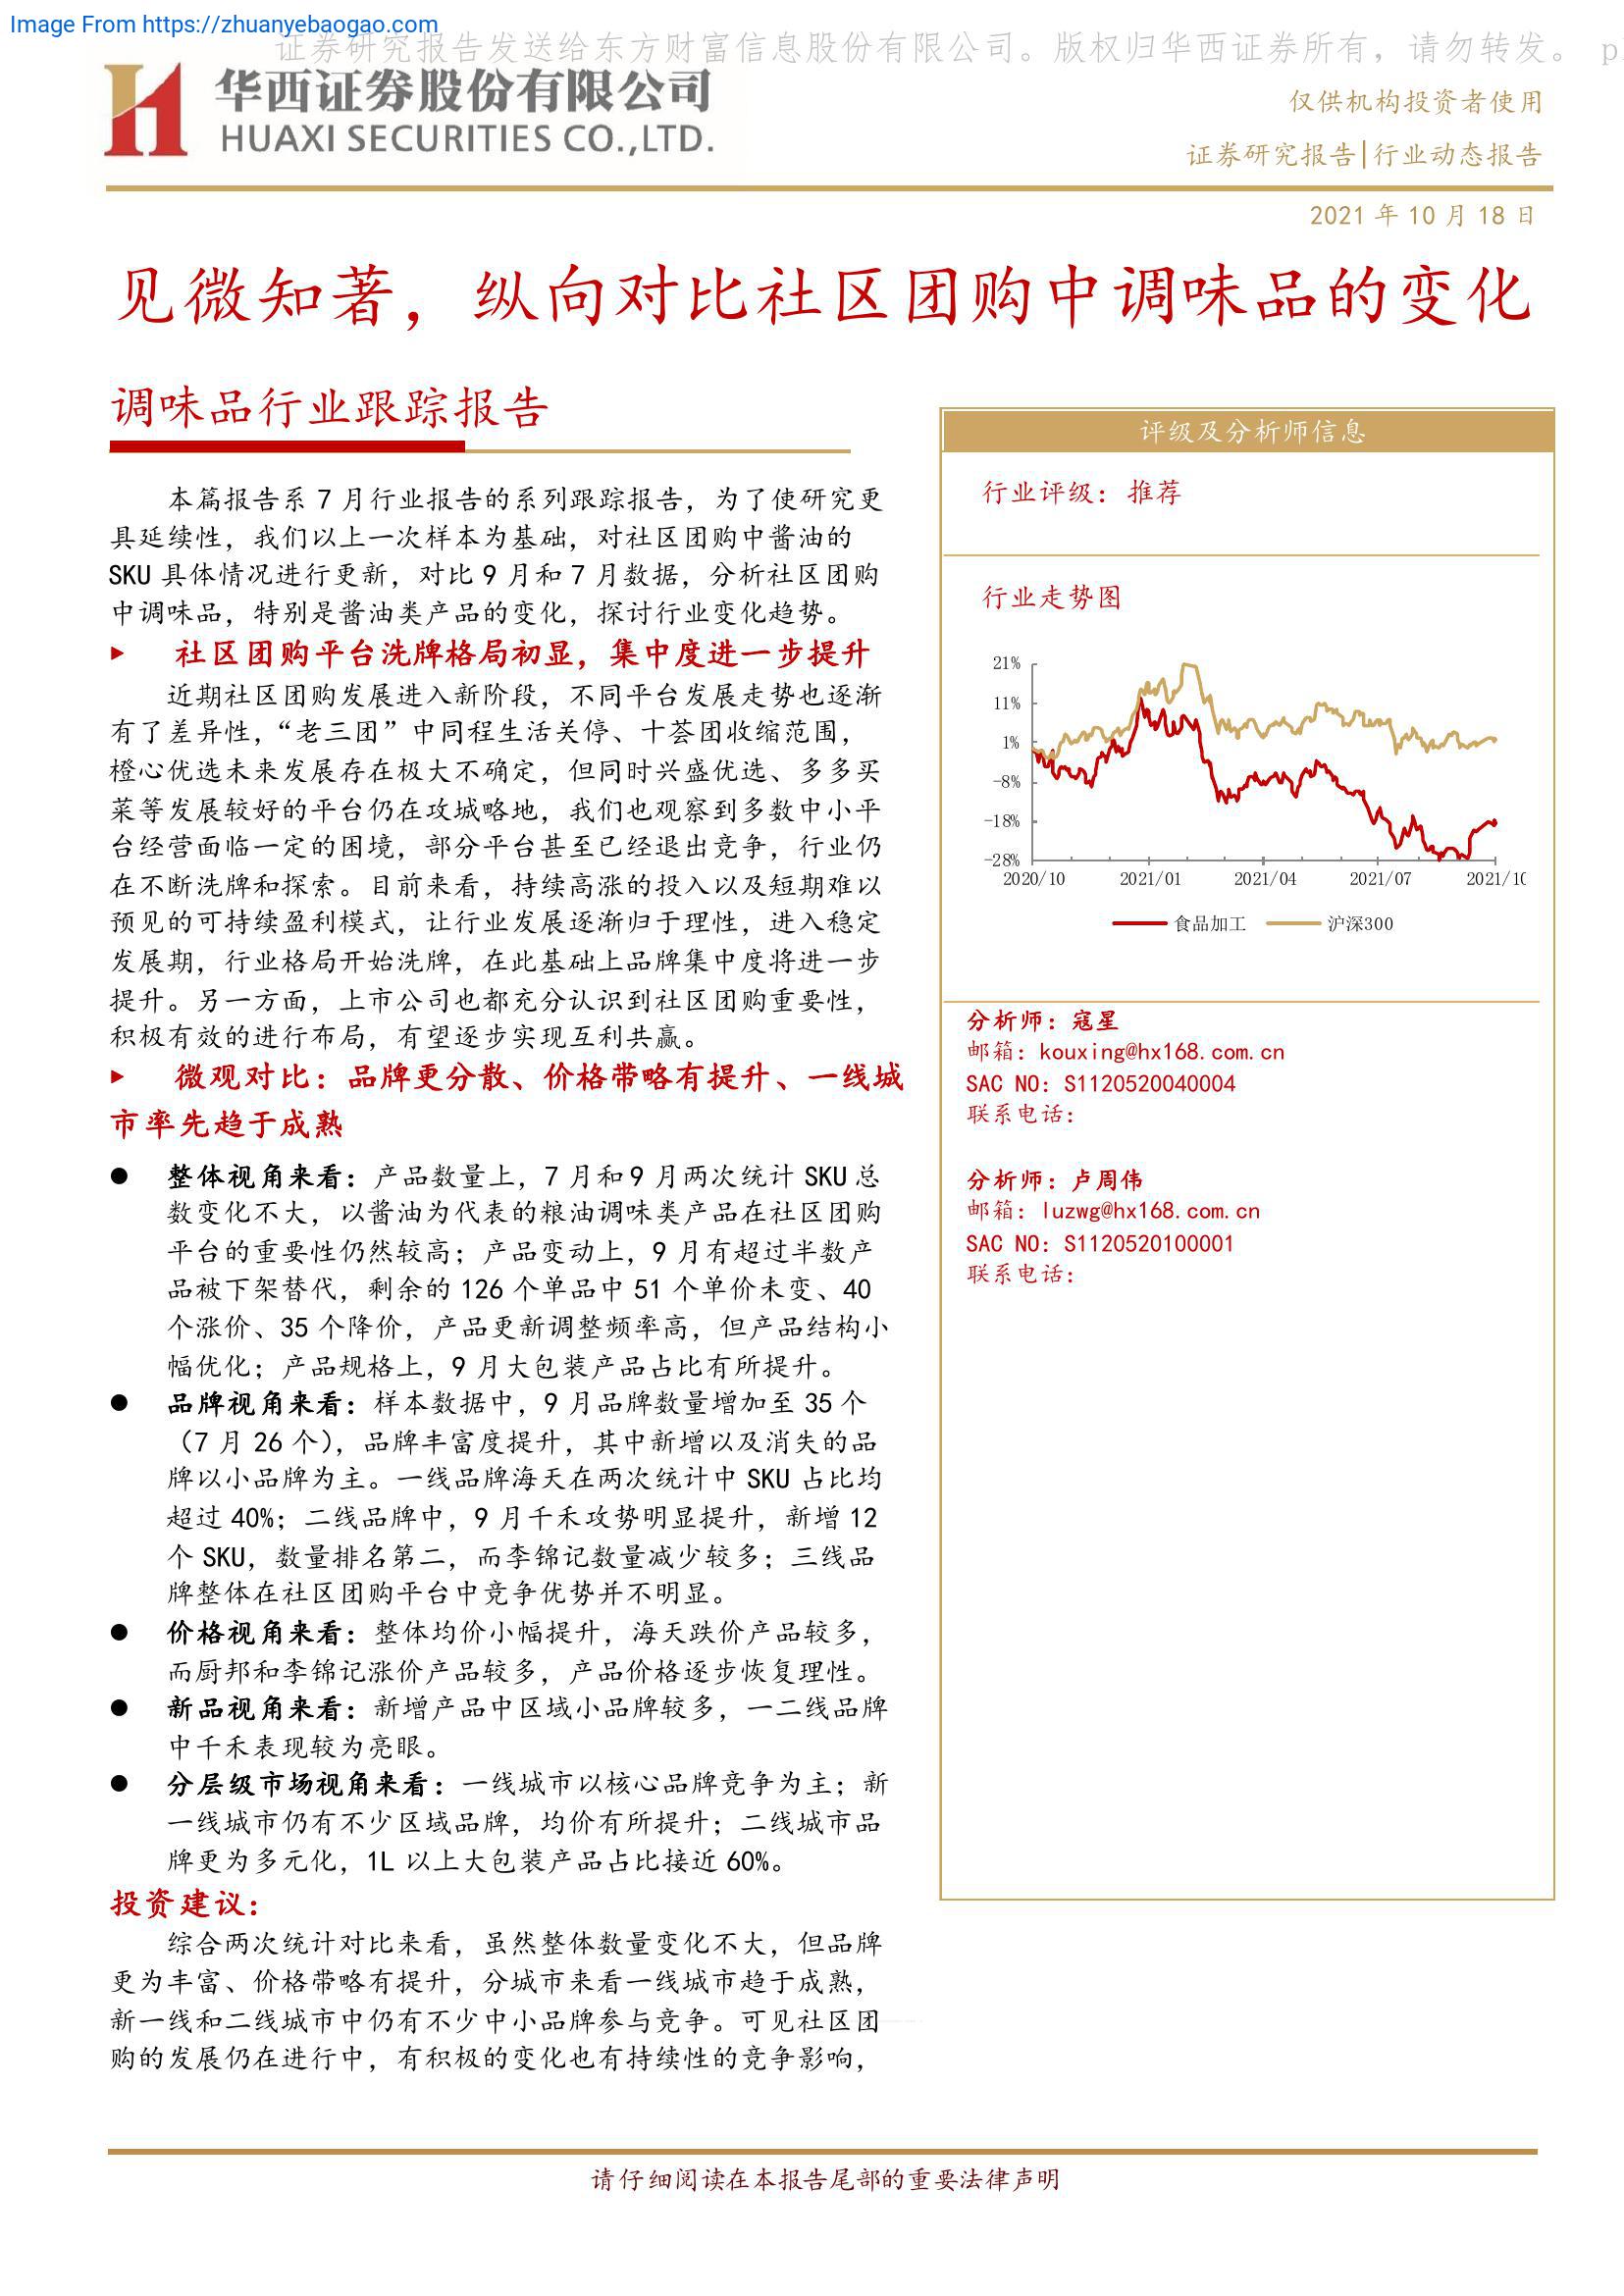 Image From https://zhuanyebaogao.com
证券研究报告发送给东方财富信息股份有限公司。版权归华西证券所有，请勿转发。 p
华西证券股份有限公司
HUAXI SECURITIES CO.,LTD.
仅供机构投资者使用
证券研究报告|行业动态报告
2021 年 10 月 18 日
见微知著，纵向对比社区团购中调味品的变化
调味品行业跟踪报告
本篇报告系 7 月行业报告的系列跟踪报告，为了使研究更
具延续性，我们以上一次样本为基础，对社区团购中酱油的
SKU 具体情况进行更新，对比 9 月和 7 月数据，分析社区团购
中调味品，特别是酱油类产品的变化，探讨行业变化趋势。
► 社区团购平台洗牌格局初显，集中度进一步提升
近期社区团购发展进入新阶段，不同平台发展走势也逐渐
有了差异性，“老三团”中同程生活关停、十荟团收缩范围，
橙心优选未来发展存在极大不确定，但同时兴盛优选、多多买
菜等发展较好的平台仍在攻城略地，我们也观察到多数中小平
台经营面临一定的困境，部分平台甚至已经退出竞争，行业仍
在不断洗牌和探索。目前来看，持续高涨的投入以及短期难以
预见的可持续盈利模式，让行业发展逐渐归于理性，进入稳定
发展期，行业格局开始洗牌，在此基础上品牌集中度将进一步
提升。另一方面，上市公司也都充分认识到社区团购重要性，
积极有效的进行布局，有望逐步实现互利共赢。
► 微观对比：品牌更分散、价格带略有提升、一线城
市率先趋于成熟
● 整体视角来看：产品数量上，7 月和 9 月两次统计 SKU 总
数变化不大，以酱油为代表的粮油调味类产品在社区团购
平台的重要性仍然较高；产品变动上，9 月有超过半数产
品被下架替代，剩余的 126 个单品中 51 个单价未变、40
个涨价、35 个降价，产品更新调整频率高，但产品结构小
幅优化；产品规格上，9 月大包装产品占比有所提升。
● 品牌视角来看：样本数据中，9 月品牌数量增加至 35 个
（7 月 26 个），品牌丰富度提升，其中新增以及消失的品
牌以小品牌为主。一线品牌海天在两次统计中 SKU 占比均
超过 40%；二线品牌中，9 月千禾攻势明显提升，新增 12
个 SKU，数量排名第二，而李锦记数量减少较多；三线品
牌整体在社区团购平台中竞争优势并不明显。
● 价格视角来看：整体均价小幅提升，海天跌价产品较多，
而厨邦和李锦记涨价产品较多，产品价格逐步恢复理性。
● 新品视角来看：新增产品中区域小品牌较多，一二线品牌
中千禾表现较为亮眼。
● 分层级市场视角来看：一线城市以核心品牌竞争为主；新
一线城市仍有不少区域品牌，均价有所提升；二线城市品
牌更为多元化，1L 以上大包装产品占比接近 60%。
投资建议：
综合两次统计对比来看，虽然整体数量变化不大，但品牌
更为丰富、价格带略有提升，分城市来看一线城市趋于成熟，
新一线和二线城市中仍有不少中小品牌参与竞争。可见社区团
购的发展仍在进行中，有积极的变化也有持续性的竞争影响，
评级及分析师信息
行业评级：推荐
行业走势图
21%
11%
1%
-8%
-18%
-28%
2020/10 2021/01 2021/04 2021/07 2021/10
食品加工 沪深300
分析师：寇星
邮箱：kouxing@hx168.com.cn
SAC NO：S1120520040004
联系电话：
分析师：卢周伟
邮箱：luzwg@hx168.com.cn
SAC NO：S1120520100001
联系电话：
请仔细阅读在本报告尾部的重要法律声明